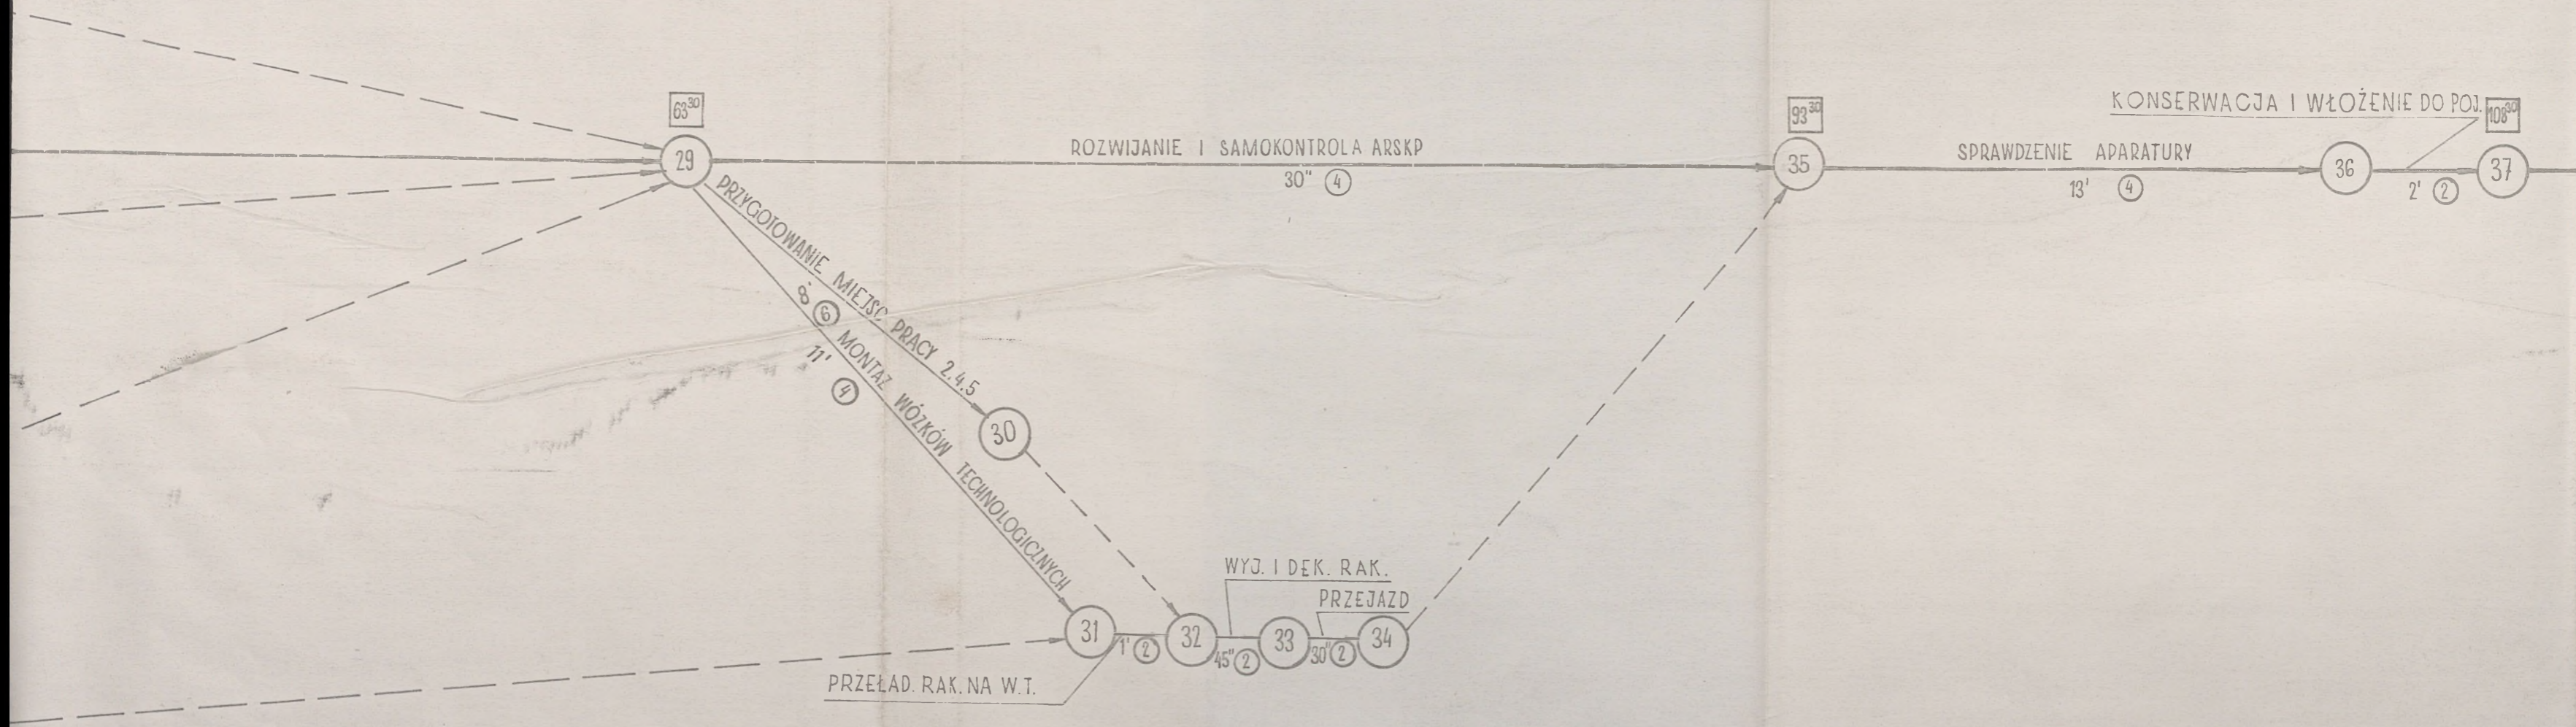 KONSERWACJA I WŁOŻENIE DO POJ.
63³⁰
93³⁰
108³⁰
29
ROZWIJANIE I SAMOKONTROLA ARSKP
30" ④
35
SPRAWDZENIE APARATURY
13' ④
36
2' ②
37
PRZYGOTOWANIE MIEJSC PRACY 2.4.5
8' ⑥
MONTAZ WÓZKÓW TECHNOLOGICZNYCH
11' ④
30
WYJ. I DEK. RAK.
PRZEJAZD
31
1' ②
32
45" ②
33
30" ②
34
PRZEŁAD. RAK. NA W.T.